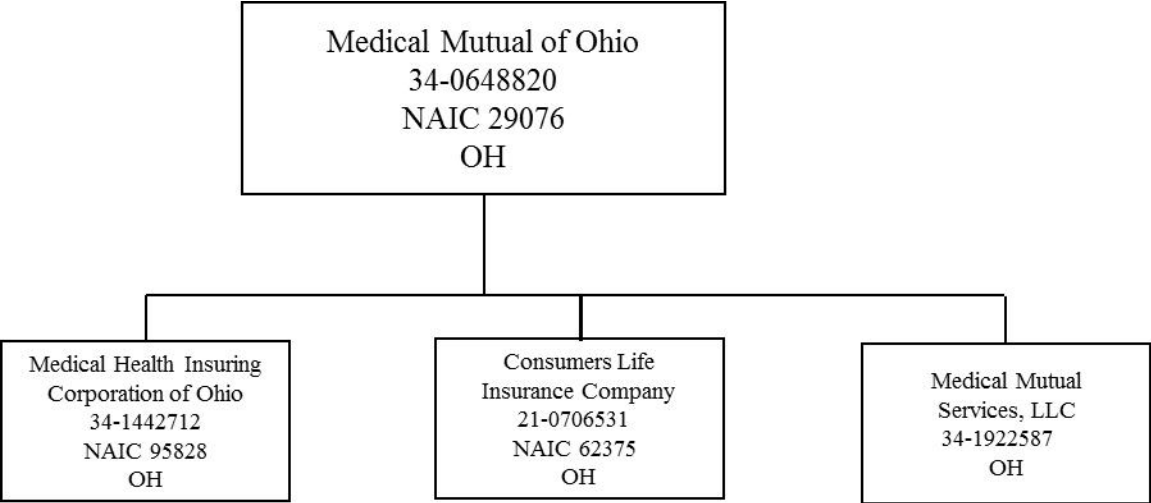 Medical Mutual of Ohio
34-0648820
NAIC 29076
OH
Medical Health Insuring
Corporation of Ohio
34-1442712
NAIC 95828
OH
Consumers Life
Insurance Company
21-0706531
NAIC 62375
OH
Medical Mutual
Services, LLC
34-1922587
OH